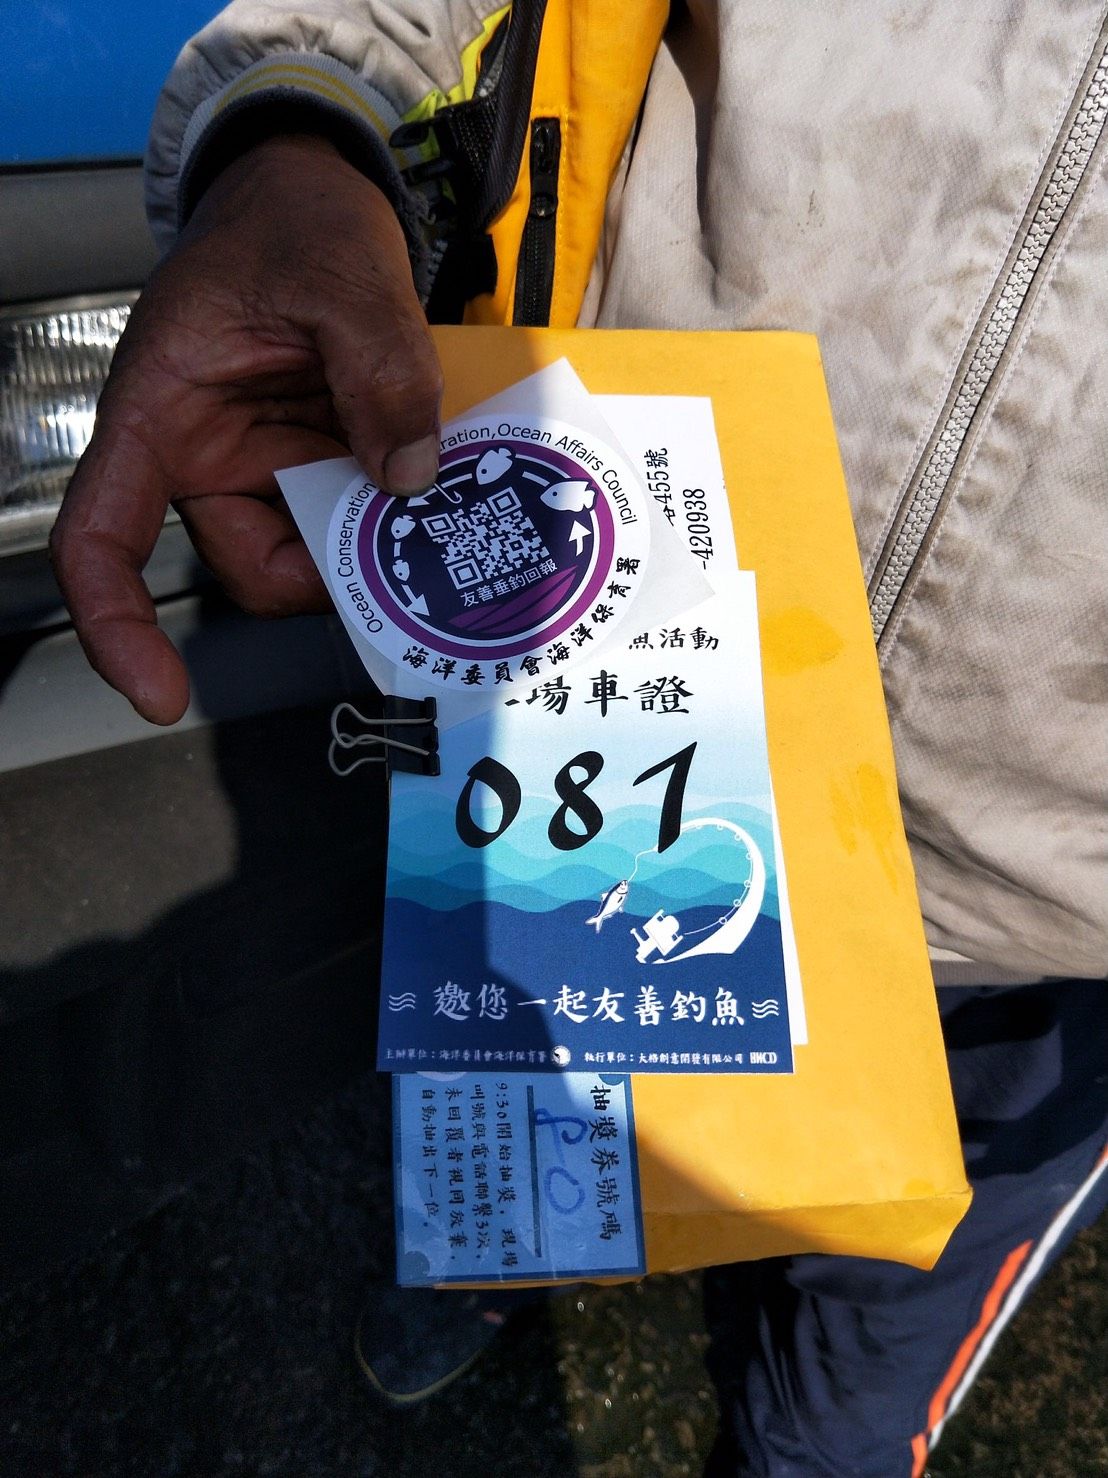 Ocean Conservation
ration, Ocean Affairs Council
友善垂釣回報
海洋委員會海洋保育署
455號
420938
魚活動
場車證
081
邀您一起友善釣魚
主辦單位：海洋委員會海洋保育署
執行單位：大格創意開發有限公司
抽獎券號碼
80
9:30開始抽獎，現場
叫號與電話聯繫3次，
未回覆者視同放棄，
自動抽出下一位。